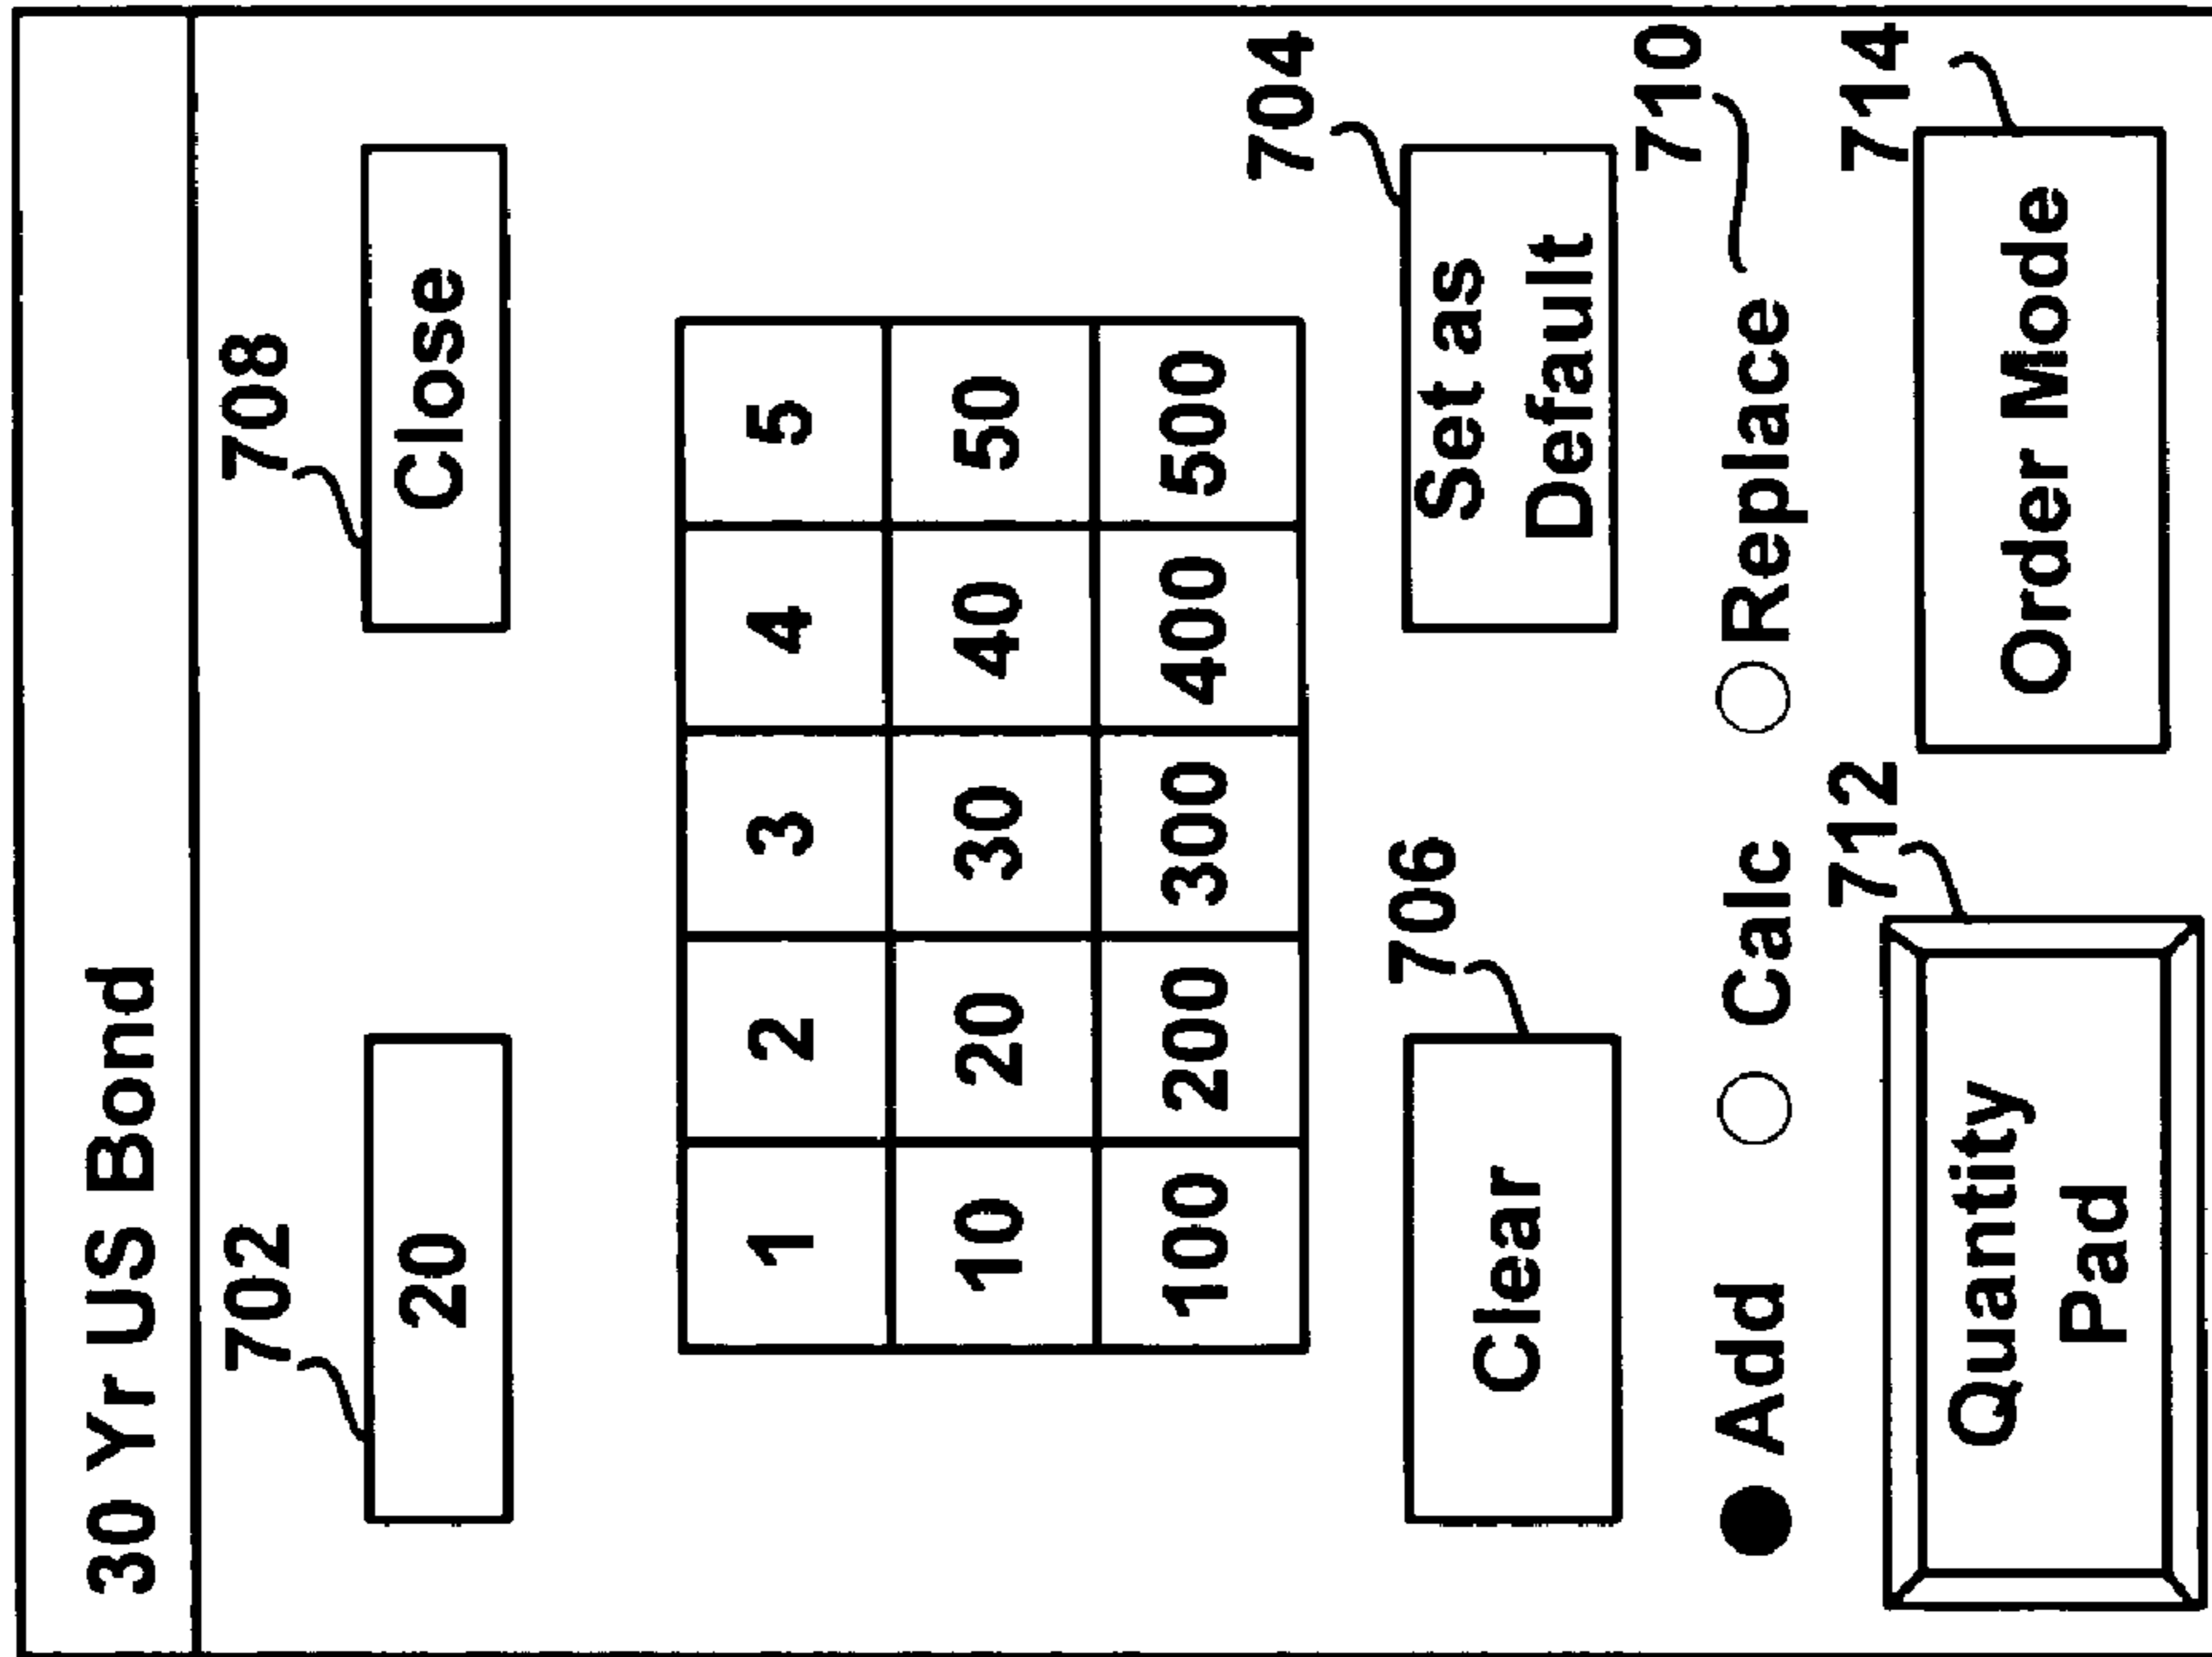 30 Yr US Bond
702 708
20 Close
1 2 3 4 5
10 20 30 40 50
100 200 300 400 500
706 704
Clear Set as
Default
710
Add Calc Replace
712 714
Quantity
Pad
Order Mode